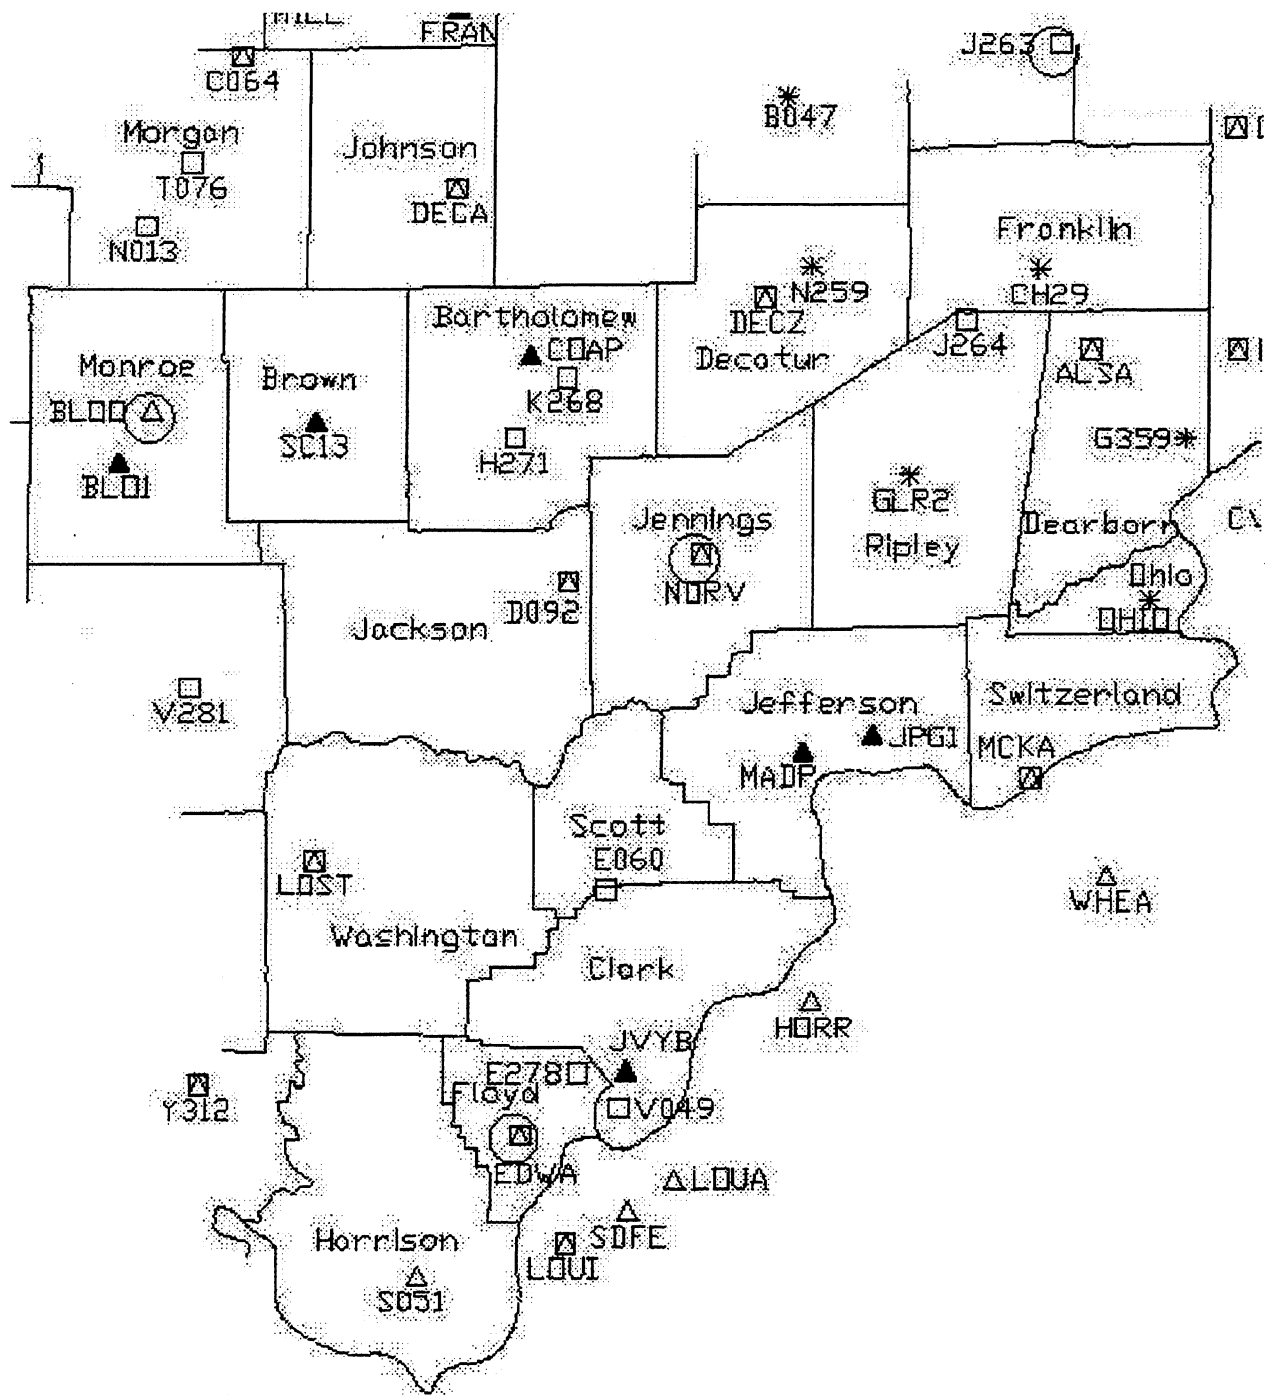 FRAN
J263
C064
B047
Morgan
Johnson
T076
DECA
N013
Franklin
N259
CH29
DECZ
Bartholomew
COAP
Decatur
J264
ALSA
Monroe
Brown
K268
BLOO
SC13
H271
G359
BLO1
GLR2
Jennings
Dearborn
Ripley
Ohio
NORV
D092
OHIO
Jackson
Switzerland
Jefferson
V281
JPG1
MCKA
MADP
Scott
E060
LOST
WHEA
Washington
Clark
HORR
JVYB
E278
Floyd
V049
Y312
EDWA
LOUA
SDFE
Harrison
LOUI
S051